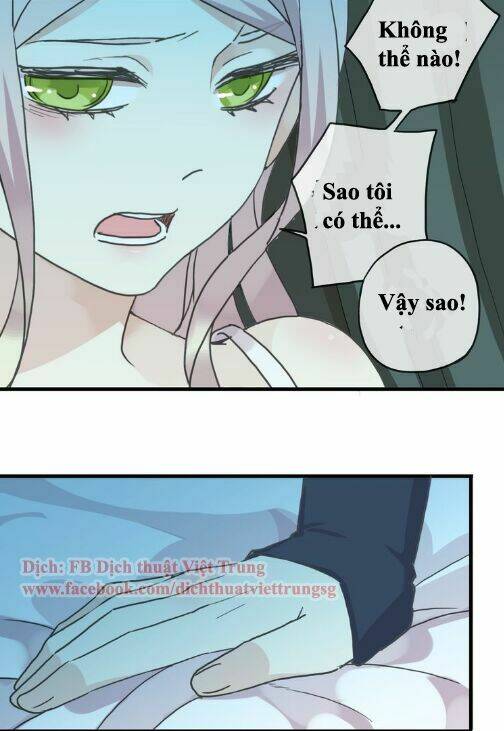 Không
thể nào!
Sao tôi
có thể...
Vậy sao!
Dịch: FB Dịch thuật Việt Trung
www.facebook.com/dichthuatviettrungsg